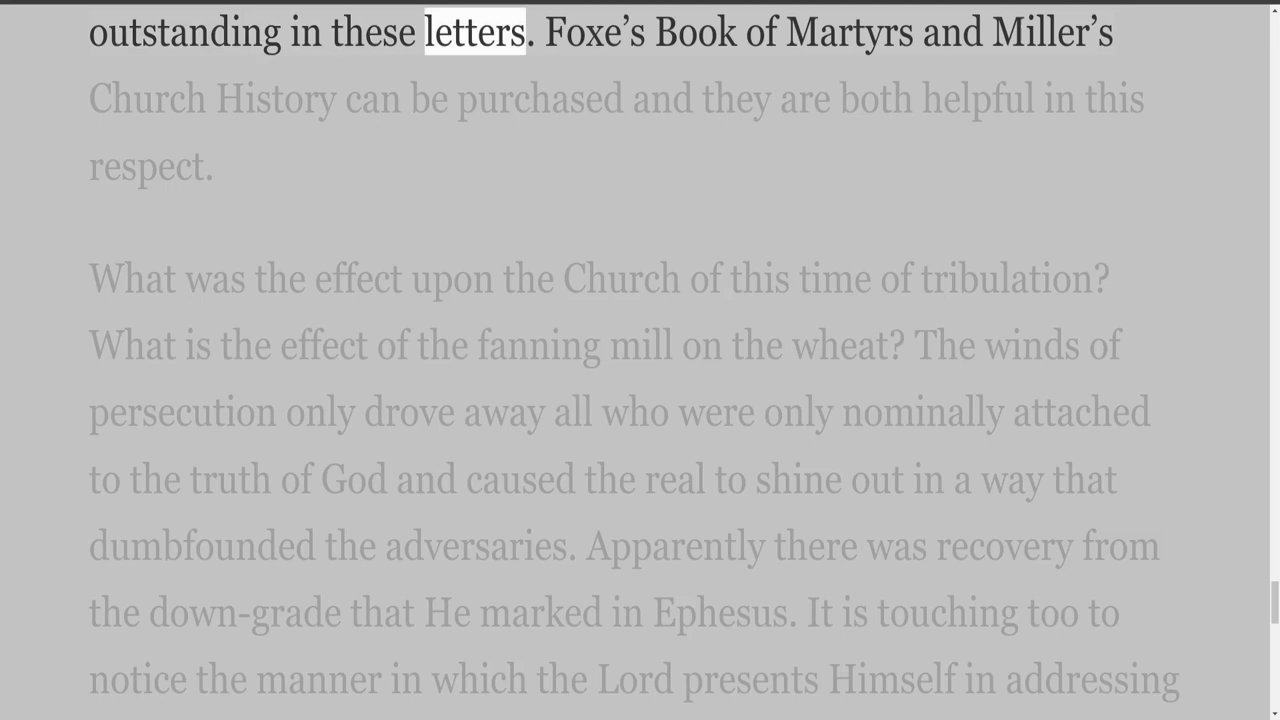 outstanding in these letters. Foxe’s Book of Martyrs and Miller’s
Church History can be purchased and they are both helpful in this
respect.
What was the effect upon the Church of this time of tribulation?
What is the effect of the fanning mill on the wheat? The winds of
persecution only drove away all who were only nominally attached
to the truth of God and caused the real to shine out in a way that
dumbfounded the adversaries. Apparently there was recovery from
the down-grade that He marked in Ephesus. It is touching too to
notice the manner in which the Lord presents Himself in addressing